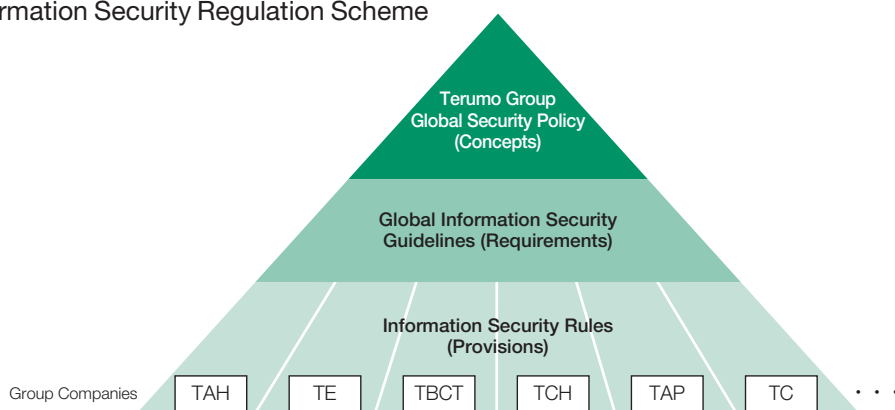 rmation Security Regulation Scheme
Terumo Group
Global Security Policy
(Concepts)
Global Information Security
Guidelines (Requirements)
Information Security Rules
(Provisions)
Group Companies TAH TE TBCT TCH TAP TC ・・・